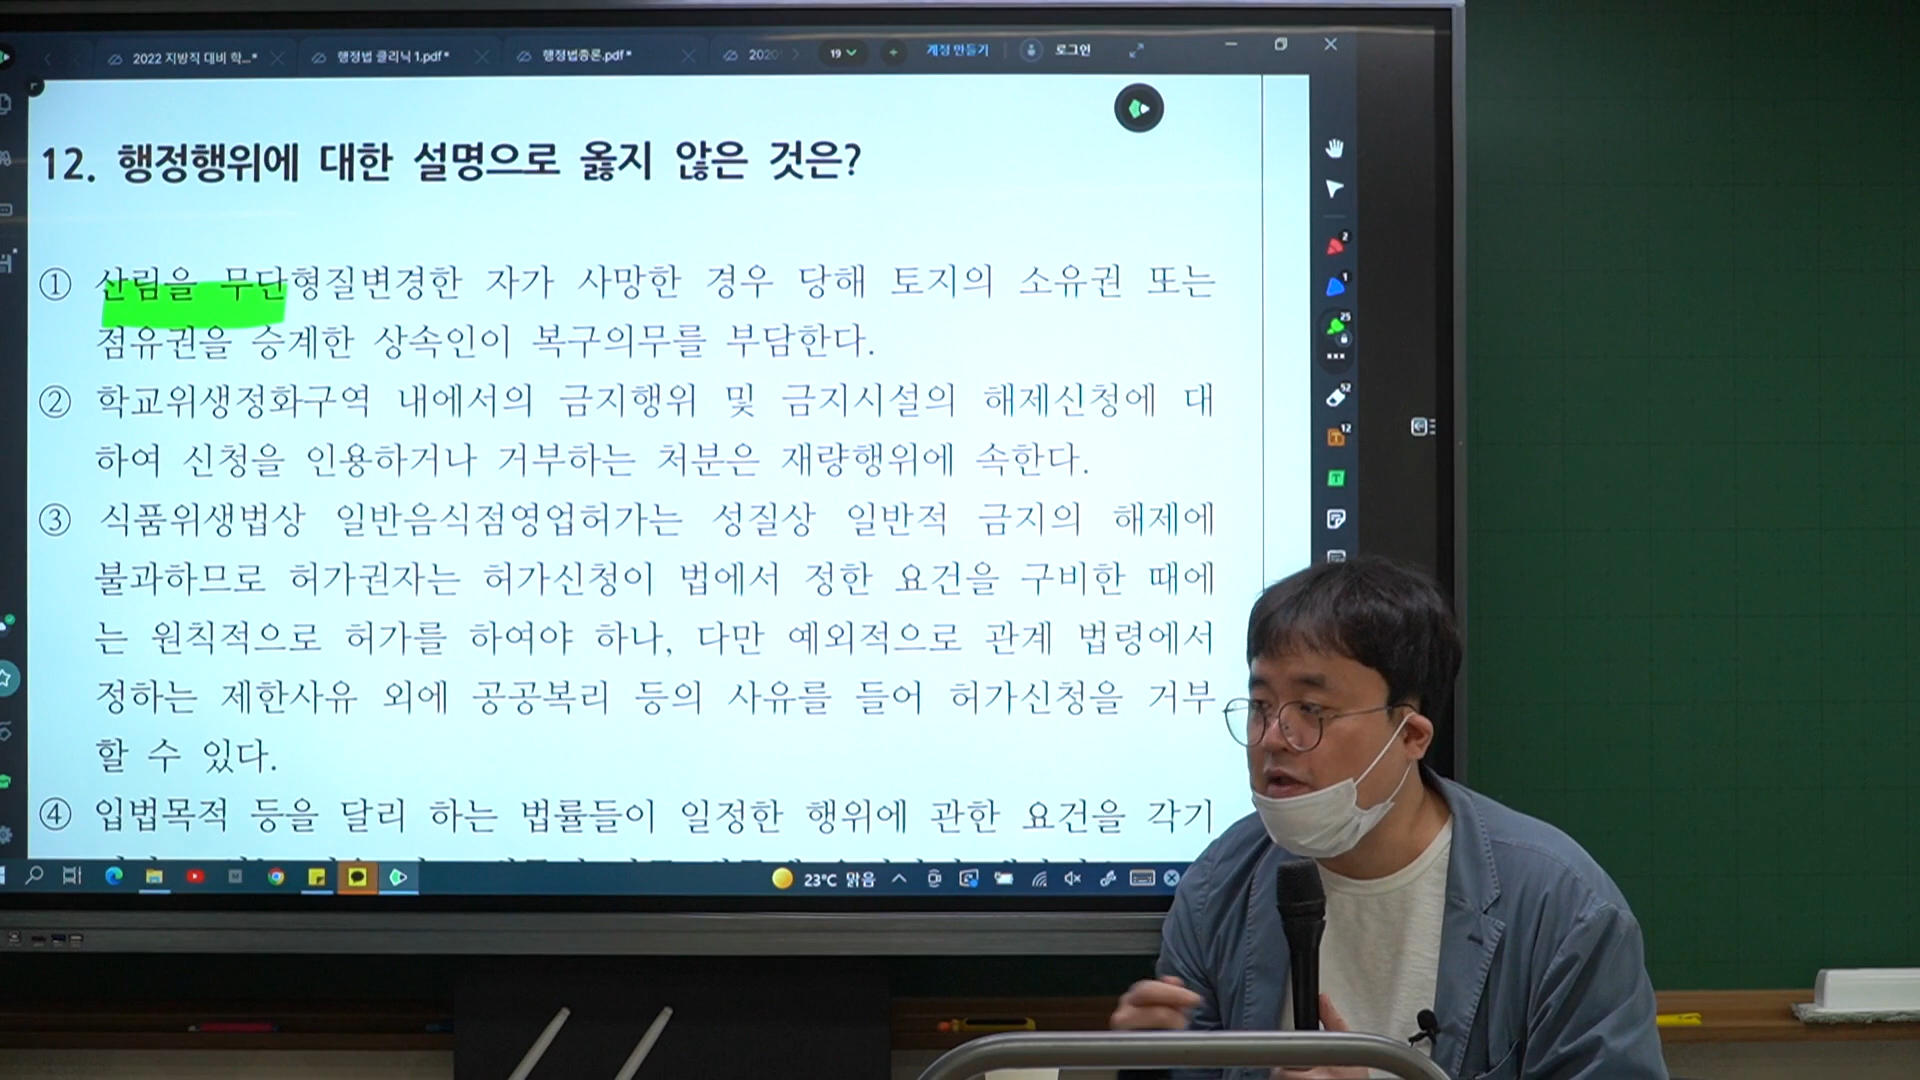 2022 지방직 대비 학...*
행정법 클리닉 1.pdf*
행정법총론.pdf*
2020
19
계정 만들기
로그인
12. 행정행위에 대한 설명으로 옳지 않은 것은?
① 산림을 무단형질변경한 자가 사망한 경우 당해 토지의 소유권 또는
점유권을 승계한 상속인이 복구의무를 부담한다.
② 학교위생정화구역 내에서의 금지행위 및 금지시설의 해제신청에 대
하여 신청을 인용하거나 거부하는 처분은 재량행위에 속한다.
③ 식품위생법상 일반음식점영업허가는 성질상 일반적 금지의 해제에
불과하므로 허가권자는 허가신청이 법에서 정한 요건을 구비한 때에
는 원칙적으로 허가를 하여야 하나, 다만 예외적으로 관계 법령에서
정하는 제한사유 외에 공공복리 등의 사유를 들어 허가신청을 거부
할 수 있다.
④ 입법목적 등을 달리 하는 법률들이 일정한 행위에 관한 요건을 각기
2
1
25
52
12
T
T
23°C 맑음